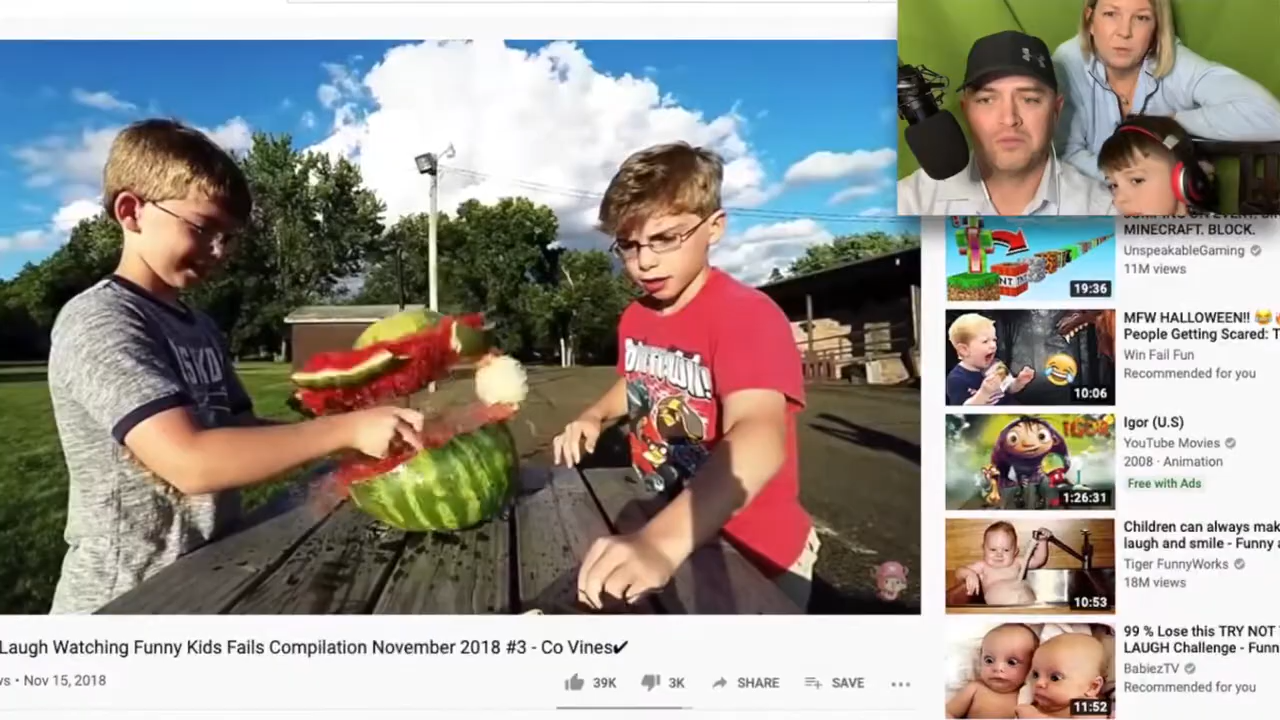 MINECRAFT. BLOCK.
UnspeakableGaming
11M views
19:36
MFW HALLOWEEN!! 😂
People Getting Scared: T
Win Fail Fun
Recommended for you
10:06
Igor (U.S)
YouTube Movies
2008 · Animation
Free with Ads
1:26:31
Children can always mak
laugh and smile - Funny a
Tiger FunnyWorks
18M views
10:53
99 % Lose this TRY NOT
LAUGH Challenge - Funn
BabiezTV
Recommended for you
11:52
Laugh Watching Funny Kids Fails Compilation November 2018 #3 - Co Vines✔
ws • Nov 15, 2018
39K
3K
SHARE
SAVE